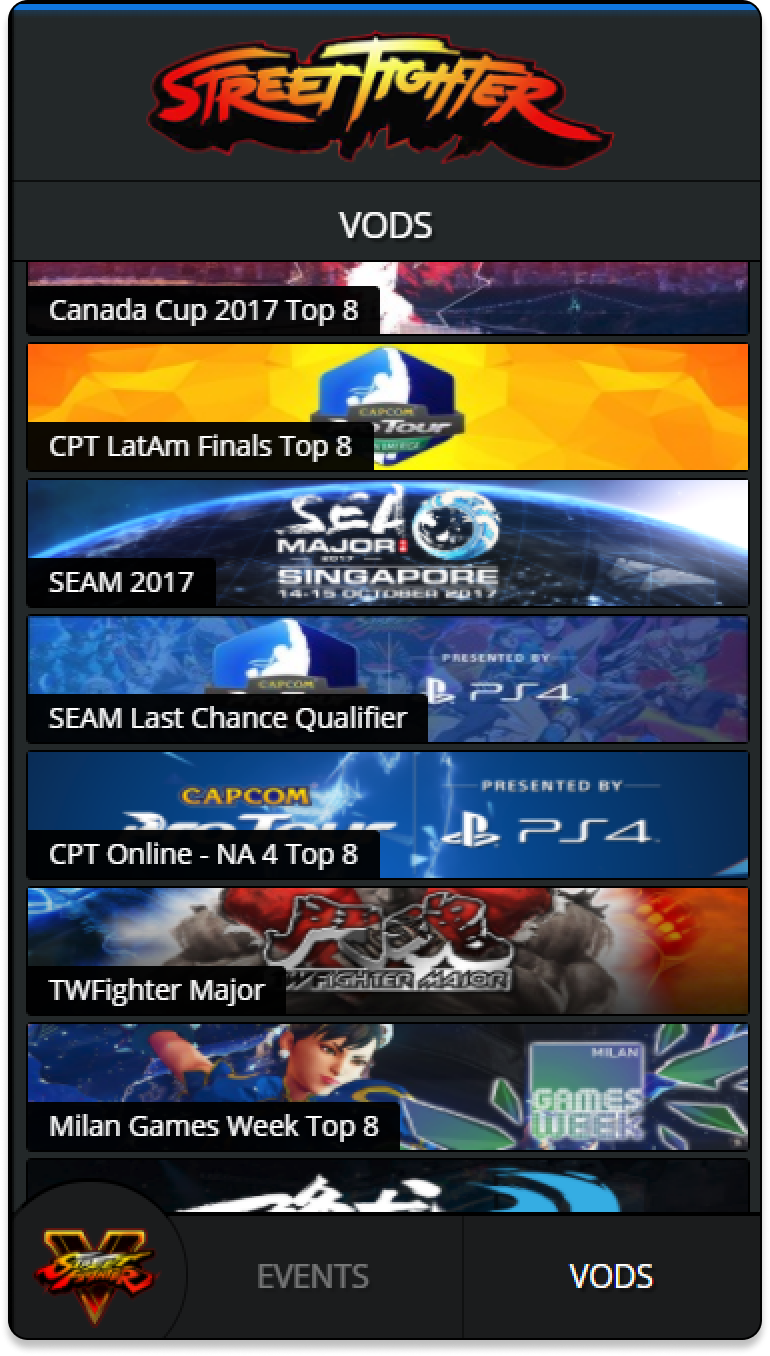 STREET FIGHTER
VODS
Canada Cup 2017 Top 8
CAPCOM
CPT LatAm Finals Top 8
SEA
MAJOR
2017
SINGAPORE
14-15 OCTOBER 2017
SEAM 2017
CAPCOM
PRESENTED BY
PS4
SEAM Last Chance Qualifier
CAPCOM
PRESENTED BY
Pro Tour
PS4
CPT Online - NA 4 Top 8
TWFighter Major
MILAN
GAMES
WEEK
Milan Games Week Top 8
V
STREET
FIGHTER
EVENTS
VODS